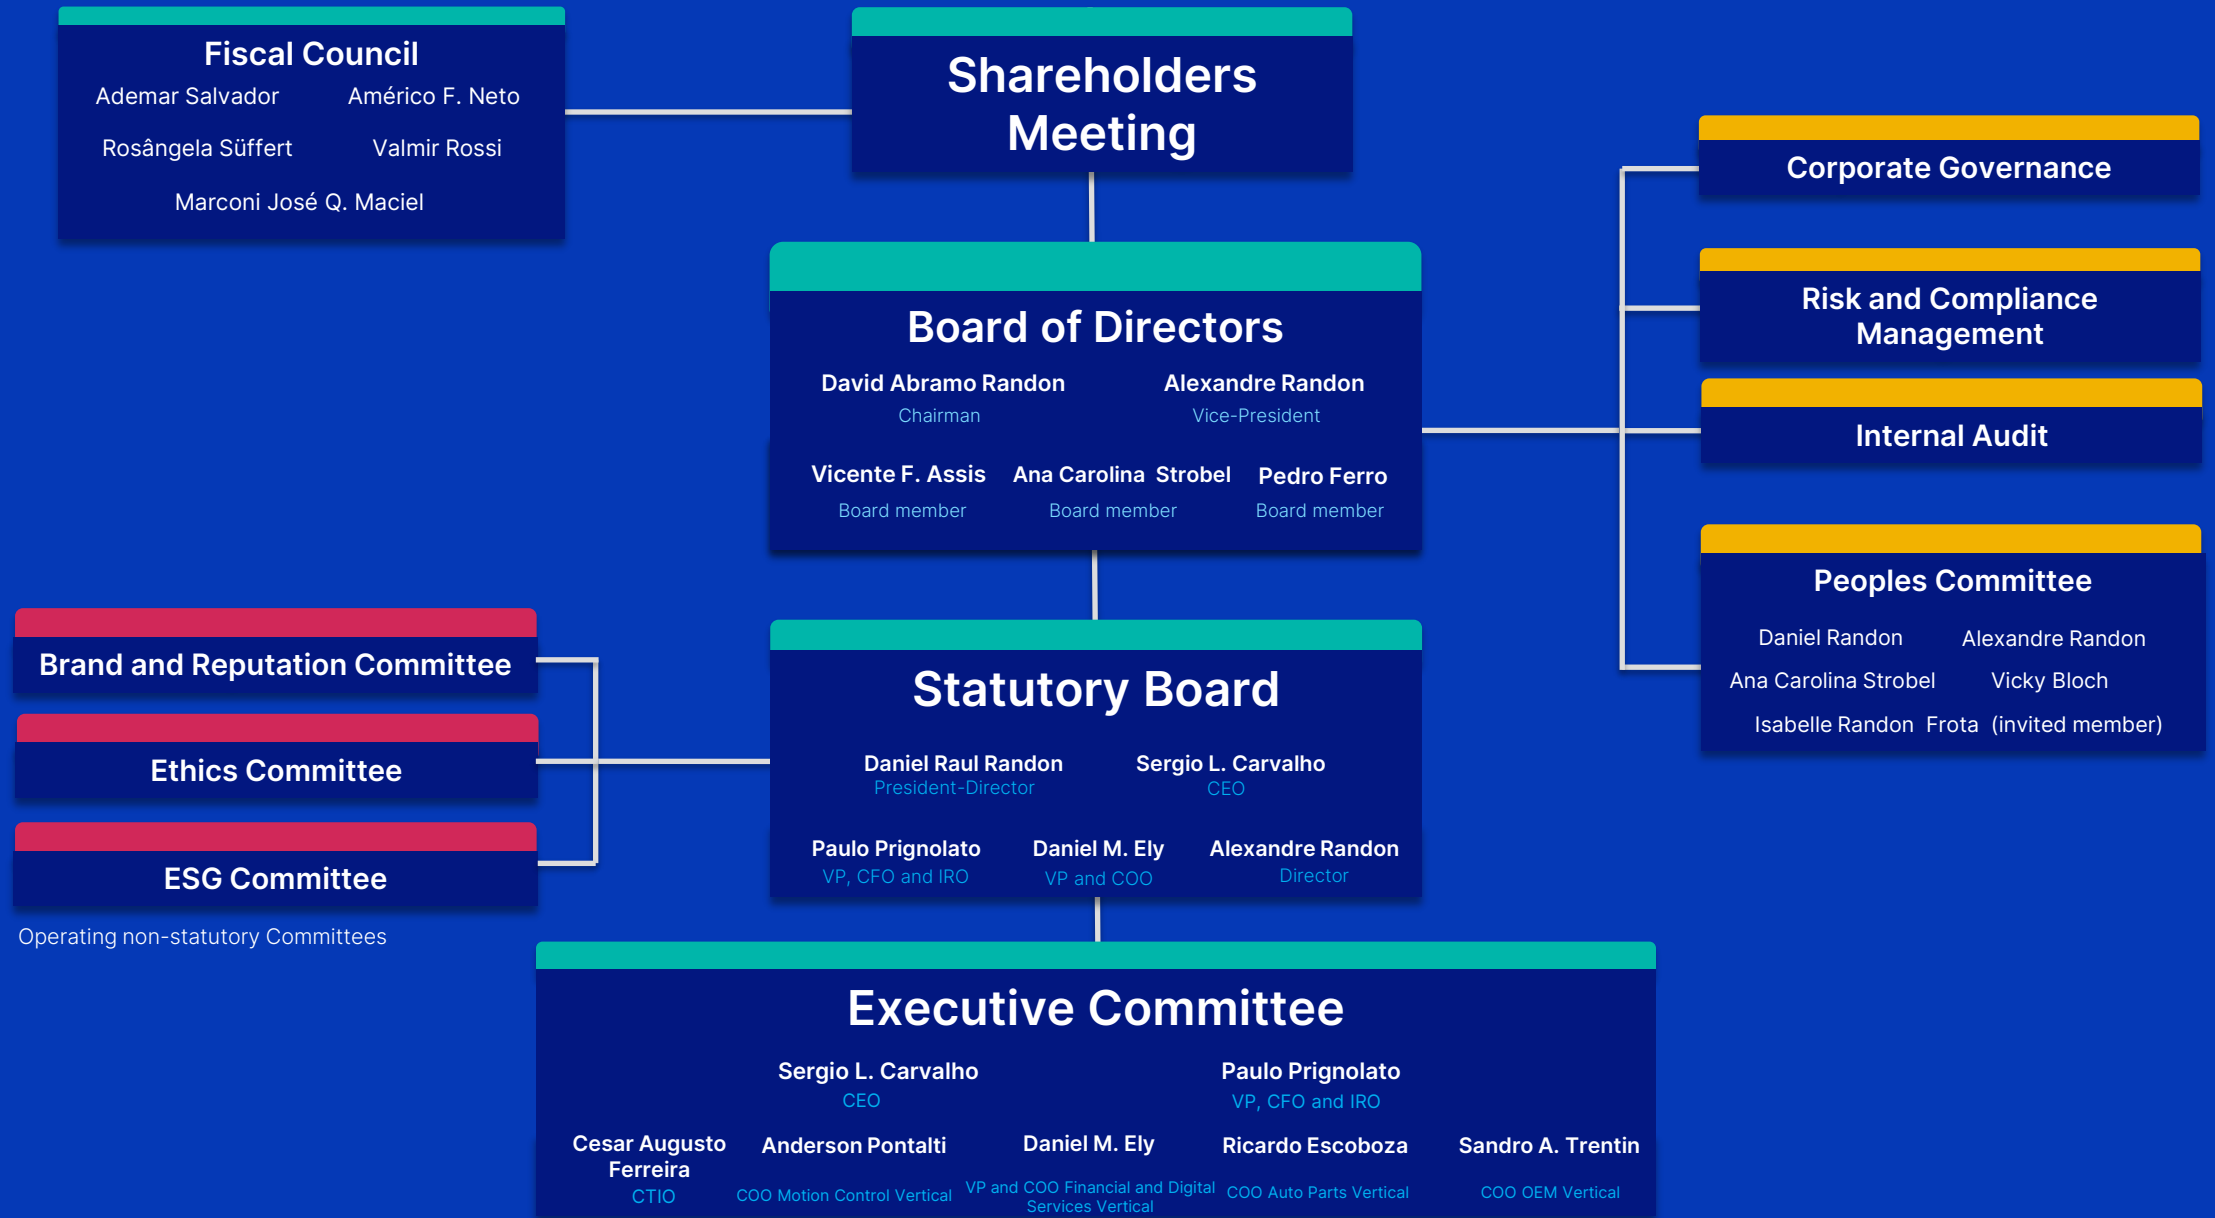 Fiscal Council
Ademar Salvador
Américo F. Neto
Rosângela Süffert
Valmir Rossi
Marconi José Q. Maciel
Shareholders
Meeting
Corporate Governance
Risk and Compliance
Management
Internal Audit
Peoples Committee
Daniel Randon
Alexandre Randon
Ana Carolina Strobel
Vicky Bloch
Isabelle Randon Frota (invited member)
Board of Directors
David Abramo Randon
Chairman
Alexandre Randon
Vice-President
Vicente F. Assis
Board member
Ana Carolina Strobel
Board member
Pedro Ferro
Board member
Brand and Reputation Committee
Ethics Committee
ESG Committee
Operating non-statutory Committees
Statutory Board
Daniel Raul Randon
President-Director
Sergio L. Carvalho
CEO
Paulo Prignolato
VP, CFO and IRO
Daniel M. Ely
VP and COO
Alexandre Randon
Director
Executive Committee
Sergio L. Carvalho
CEO
Paulo Prignolato
VP, CFO and IRO
Cesar Augusto
Ferreira
CTIO
Anderson Pontalti
COO Motion Control Vertical
Daniel M. Ely
VP and COO Financial and Digital
Services Vertical
Ricardo Escoboza
COO Auto Parts Vertical
Sandro A. Trentin
COO OEM Vertical